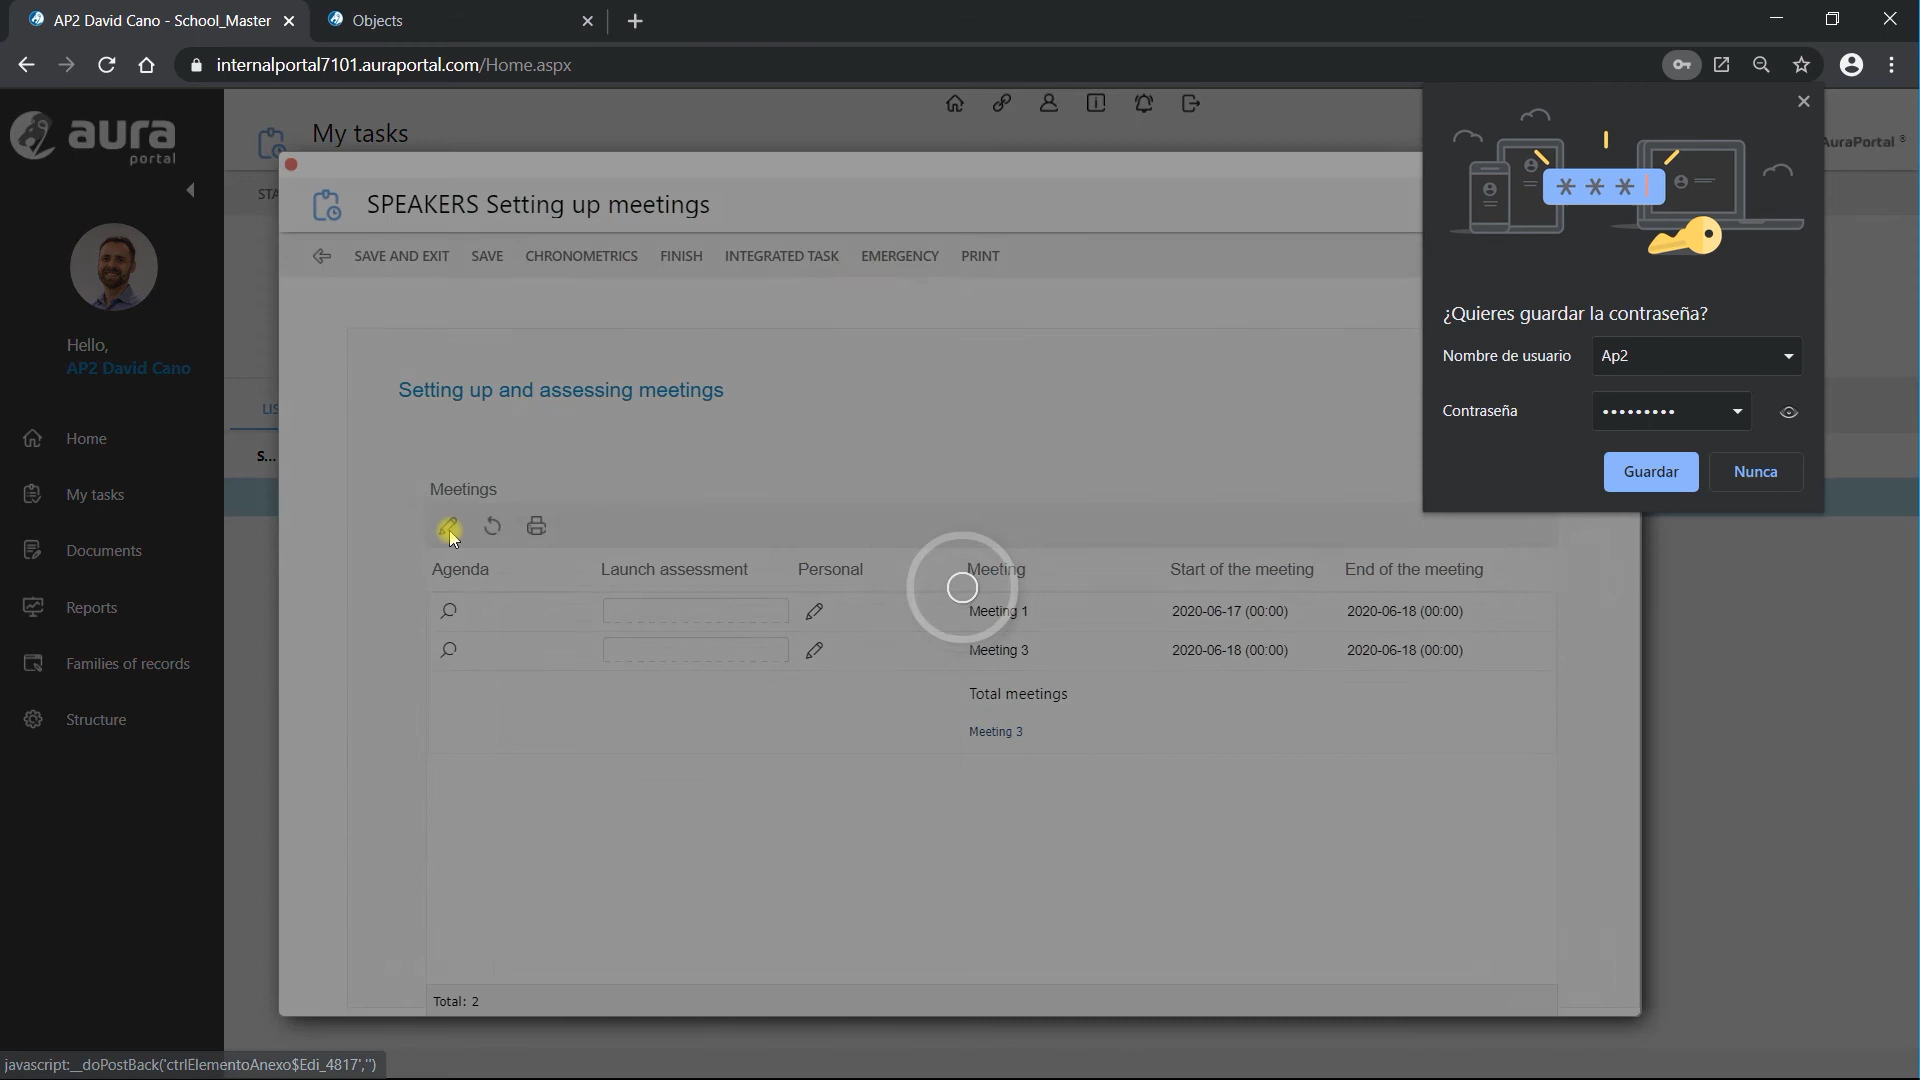 AP2 David Cano - School_Master
Objects
internalportal7101.auraportal.com/Home.aspx
aura
portal
My tasks
AuraPortal ®
STA
SPEAKERS Setting up meetings
SAVE AND EXIT SAVE CHRONOMETRICS FINISH INTEGRATED TASK EMERGENCY PRINT
* * *
¿Quieres guardar la contraseña?
Nombre de usuario Ap2
Contraseña •••••••••
Guardar Nunca
Hello,
AP2 David Cano
LIS
S...
Home
My tasks
Documents
Reports
Families of records
Structure
Setting up and assessing meetings
Meetings
Agenda Launch assessment Personal Meeting Start of the meeting End of the meeting
Meeting 1 2020-06-17 (00:00) 2020-06-18 (00:00)
Meeting 3 2020-06-18 (00:00) 2020-06-18 (00:00)
Total meetings
Meeting 3
Total: 2
javascript:__doPostBack('ctrlElementoAnexo$Edi_4817','')